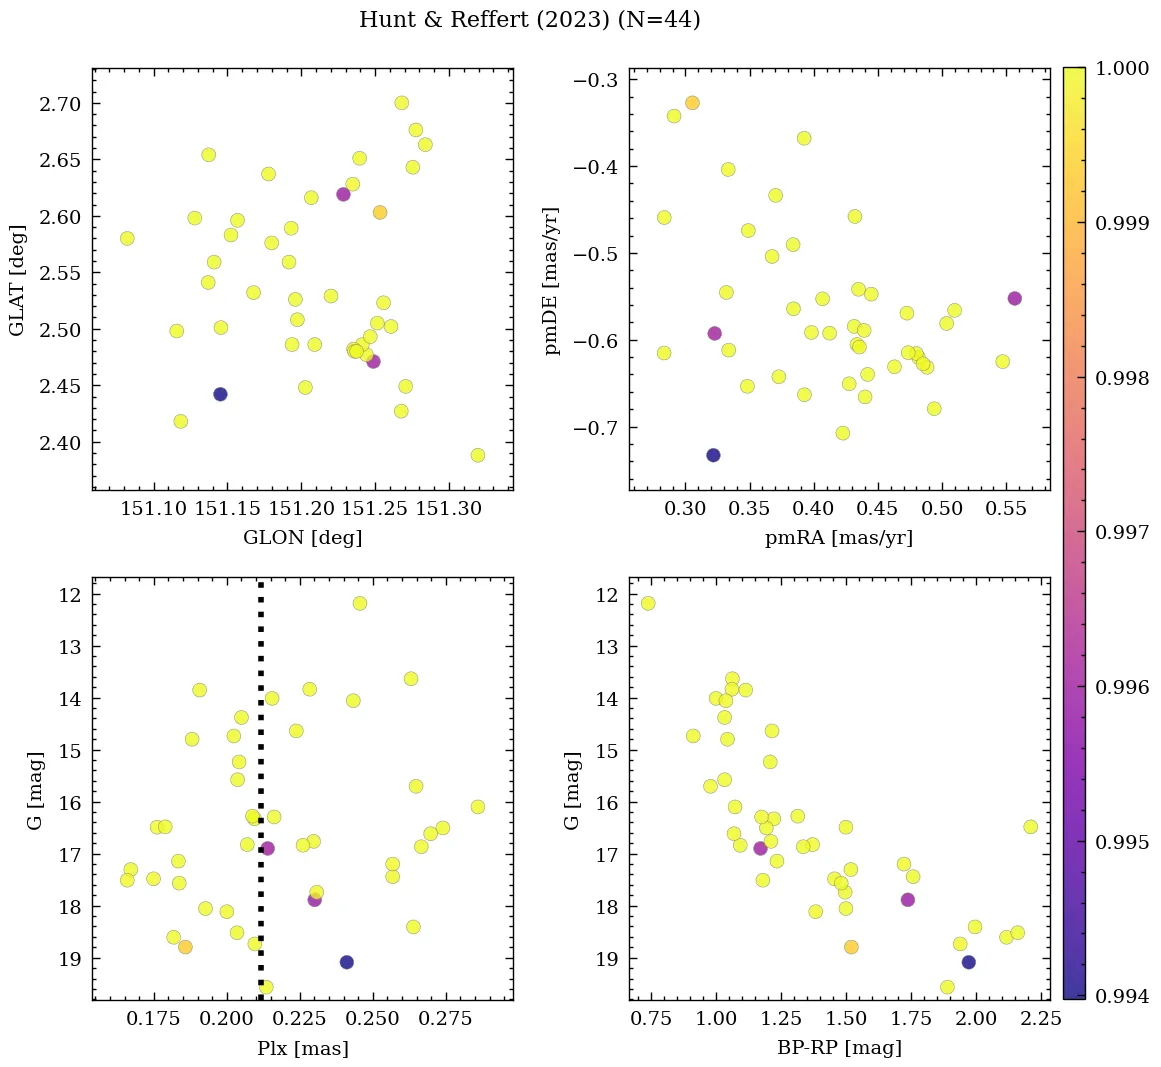 Hunt & Reffert (2023) (N=44)
2.70
2.65
2.60
2.55
2.50
2.45
2.40
GLAT [deg]
151.10 151.15 151.20 151.25 151.30
GLON [deg]
−0.3
−0.4
−0.5
−0.6
−0.7
pmDE [mas/yr]
0.30 0.35 0.40 0.45 0.50 0.55
pmRA [mas/yr]
12
13
14
15
16
17
18
19
G [mag]
0.175 0.200 0.225 0.250 0.275
Plx [mas]
12
13
14
15
16
17
18
19
G [mag]
0.75 1.00 1.25 1.50 1.75 2.00 2.25
BP-RP [mag]
1.000
0.999
0.998
0.997
0.996
0.995
0.994